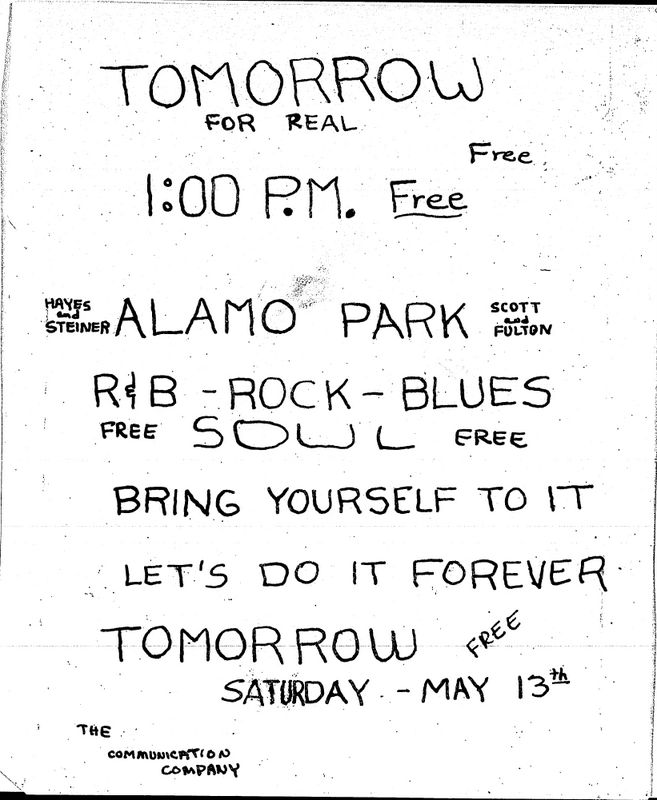 TOMORROW
FOR REAL
Free
1:00 P.M. Free
HAYES and STEINER ALAMO PARK SCOTT and FULTON
R&B - ROCK - BLUES
FREE SOUL FREE
BRING YOURSELF TO IT
LET'S DO IT FOREVER
TOMORROW FREE
SATURDAY - MAY 13th
THE
COMMUNICATION
COMPANY